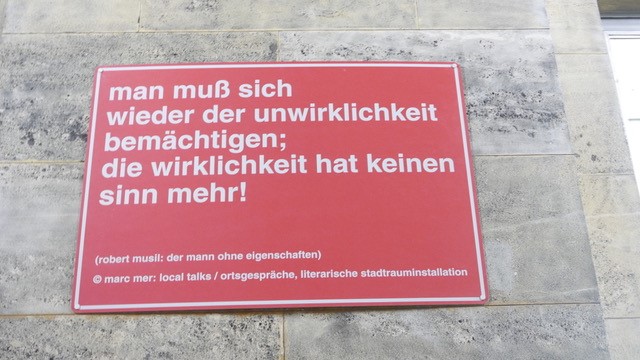 man muß sich
wieder der unwirklichkeit
bemächtigen;
die wirklichkeit hat keinen
sinn mehr!
(robert musil: der mann ohne eigenschaften)
© marc mer: local talks / ortsgespräche, literarische stadtrauminstallation